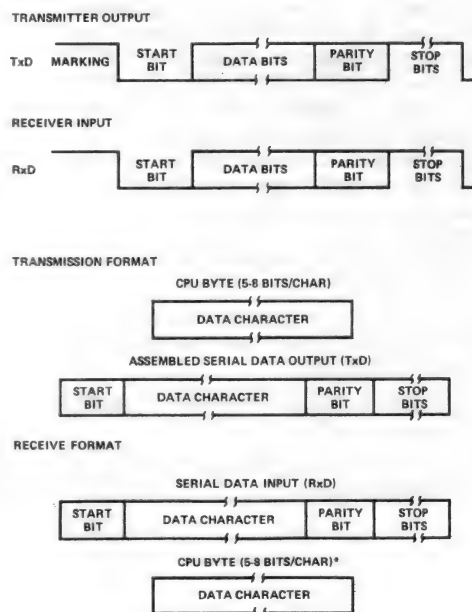 TRANSMITTER OUTPUT
TxD MARKING START BIT DATA BITS PARITY BIT STOP BITS
RECEIVER INPUT
RxD START BIT DATA BITS PARITY BIT STOP BITS
TRANSMISSION FORMAT
CPU BYTE (5-8 BITS/CHAR)
DATA CHARACTER
ASSEMBLED SERIAL DATA OUTPUT (TxD)
START BIT DATA CHARACTER PARITY BIT STOP BITS
RECEIVE FORMAT
SERIAL DATA INPUT (RxD)
START BIT DATA CHARACTER PARITY BIT STOP BITS
CPU BYTE (5-8 BITS/CHAR)*
DATA CHARACTER